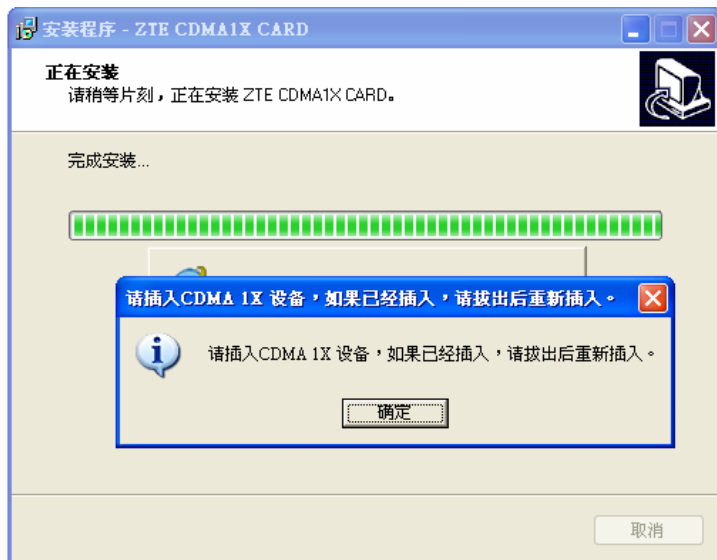 安装程序 - ZTE CDMA1X CARD
正在安装
请稍等片刻，正在安装 ZTE CDMA1X CARD。
完成安装...
请插入CDMA 1X 设备，如果已经插入，请拔出后重新插入。
请插入CDMA 1X 设备，如果已经插入，请拔出后重新插入。
确定
取消